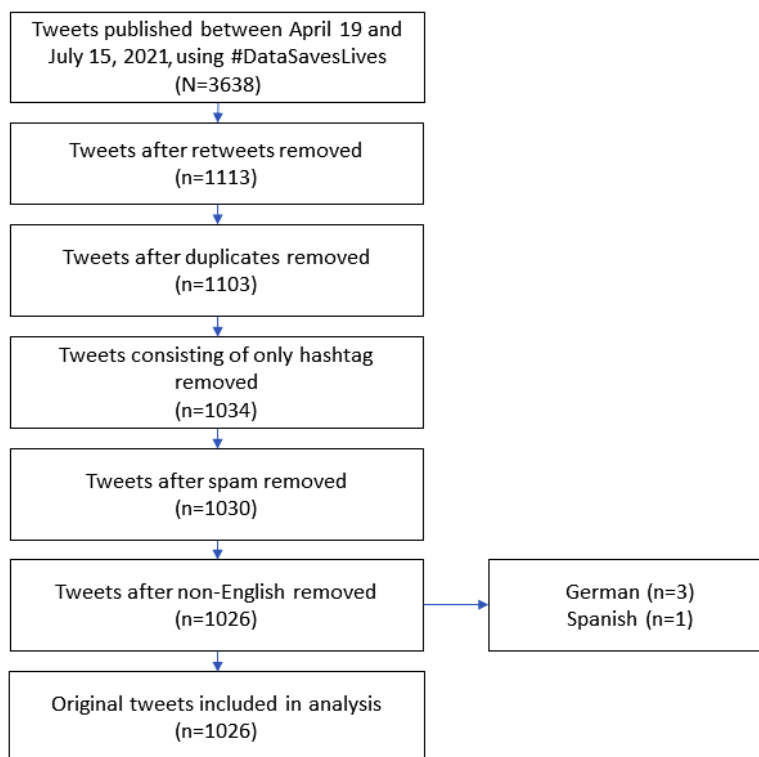 Tweets published between April 19 and
July 15, 2021, using #DataSavesLives
(N=3638)
Tweets after retweets removed
(n=1113)
Tweets after duplicates removed
(n=1103)
Tweets consisting of only hashtag
removed
(n=1034)
Tweets after spam removed
(n=1030)
Tweets after non-English removed
(n=1026)
German (n=3)
Spanish (n=1)
Original tweets included in analysis
(n=1026)